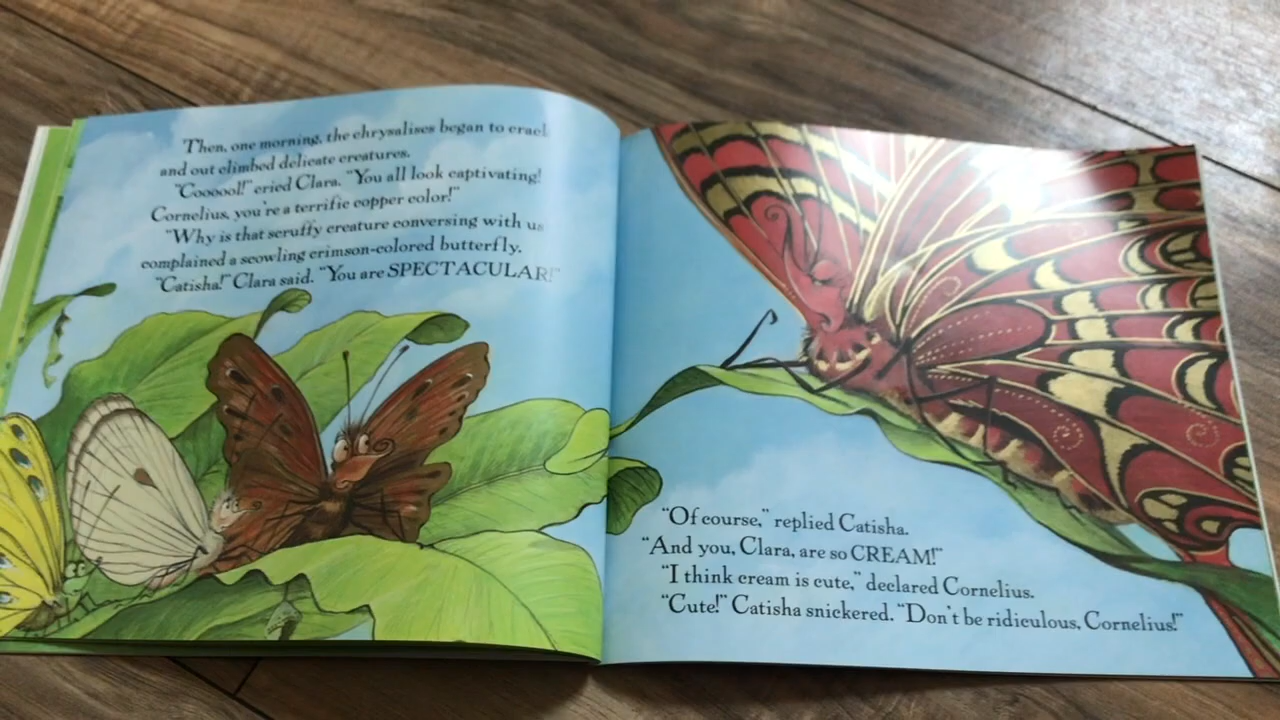 Then, one morning, the chrysalises began to crac
and out climbed delicate creatures.
"Coooool!" cried Clara. "You all look captivating!
Cornelius, you're a terrific copper color!"
"Why is that scruffy creature conversing with us
complained a scowling crimson-colored butterfly.
"Catisha!" Clara said. "You are SPECTACULAR!"
"Of course," replied Catisha.
"And you, Clara, are so CREAM!"
"I think cream is cute," declared Cornelius.
"Cute!" Catisha snickered. "Don't be ridiculous, Cornelius!"